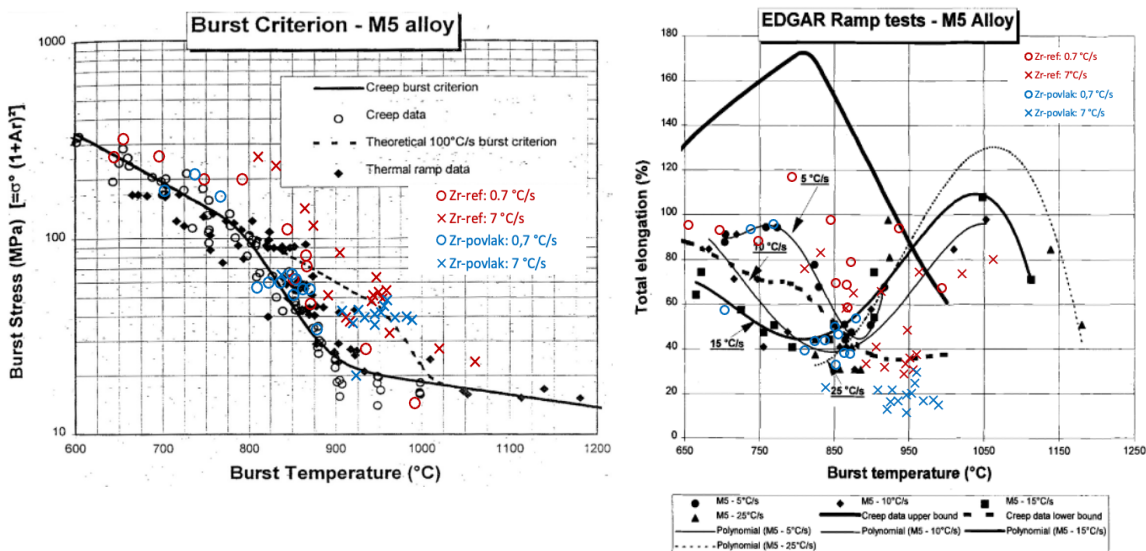 Burst Criterion - M5 alloy
1000
100
10
Burst Stress (MPa) [=σ° (1+Ar)²]
Creep burst criterion
Creep data
Theoretical 100°C/s burst criterion
Thermal ramp data
Zr-ref: 0.7 °C/s
Zr-ref: 7 °C/s
Zr-povlak: 0,7 °C/s
Zr-povlak: 7 °C/s
600 650 700 750 800 850 900 950 1000 1100 1200
Burst Temperature (°C)
EDGAR Ramp tests - M5 Alloy
180
160
140
120
100
80
60
40
20
0
Total elongation (%)
Zr-ref: 0.7 °C/s
Zr-ref: 7°C/s
Zr-povlak: 0,7 °C/s
Zr-povlak: 7 °C/s
5 °C/s
10 °C/s
15 °C/s
25 °C/s
650 750 850 950 1050 1150 1250
Burst temperature (°C)
M5 - 5°C/s M5 - 10°C/s M5 - 15°C/s
M5 - 25°C/s Creep data upper bound Creep data lower bound
Polynomial (M5 - 5°C/s) Polynomial (M5 - 10°C/s) Polynomial (M5 - 15°C/s)
Polynomial (M5 - 25°C/s)